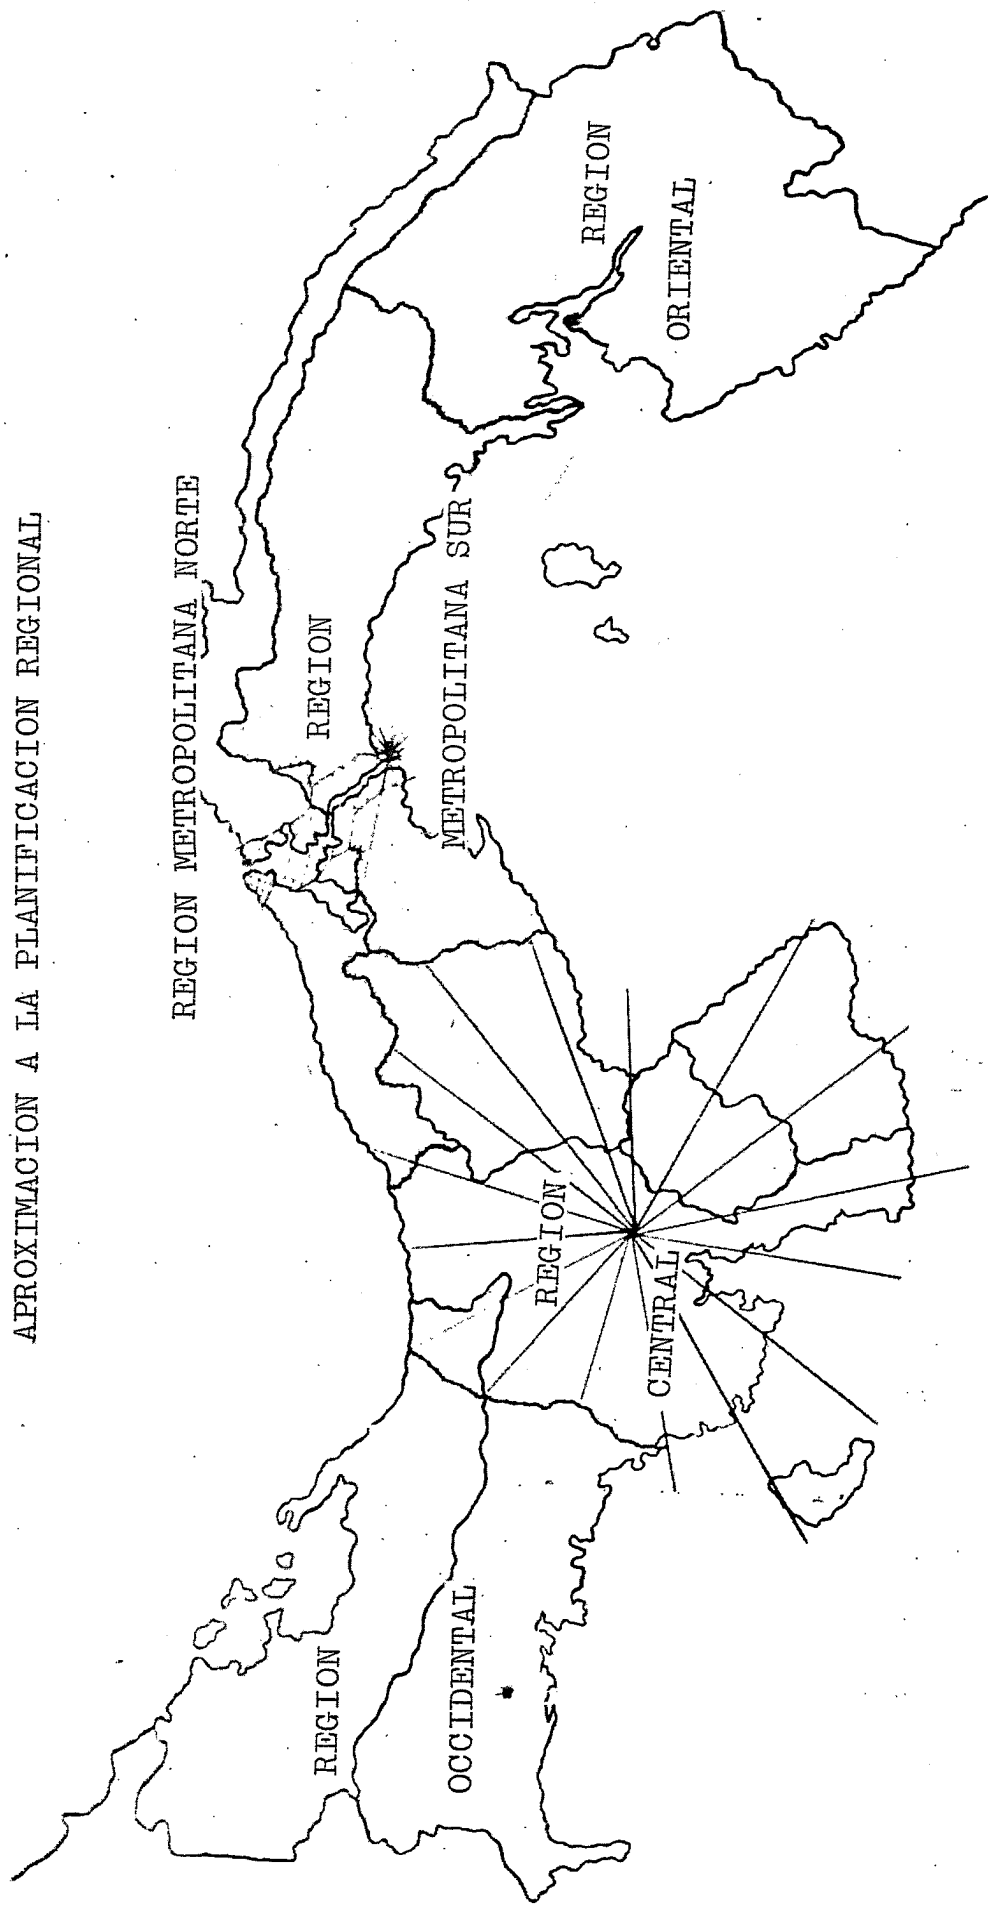 APROXIMACION A LA PLANIFICACION REGIONAL
REGION METROPOLITANA NORTE
REGION
OCCIDENTAL
REGION
CENTRAL
REGION
METROPOLITANA SUR
REGION
ORIENTAL